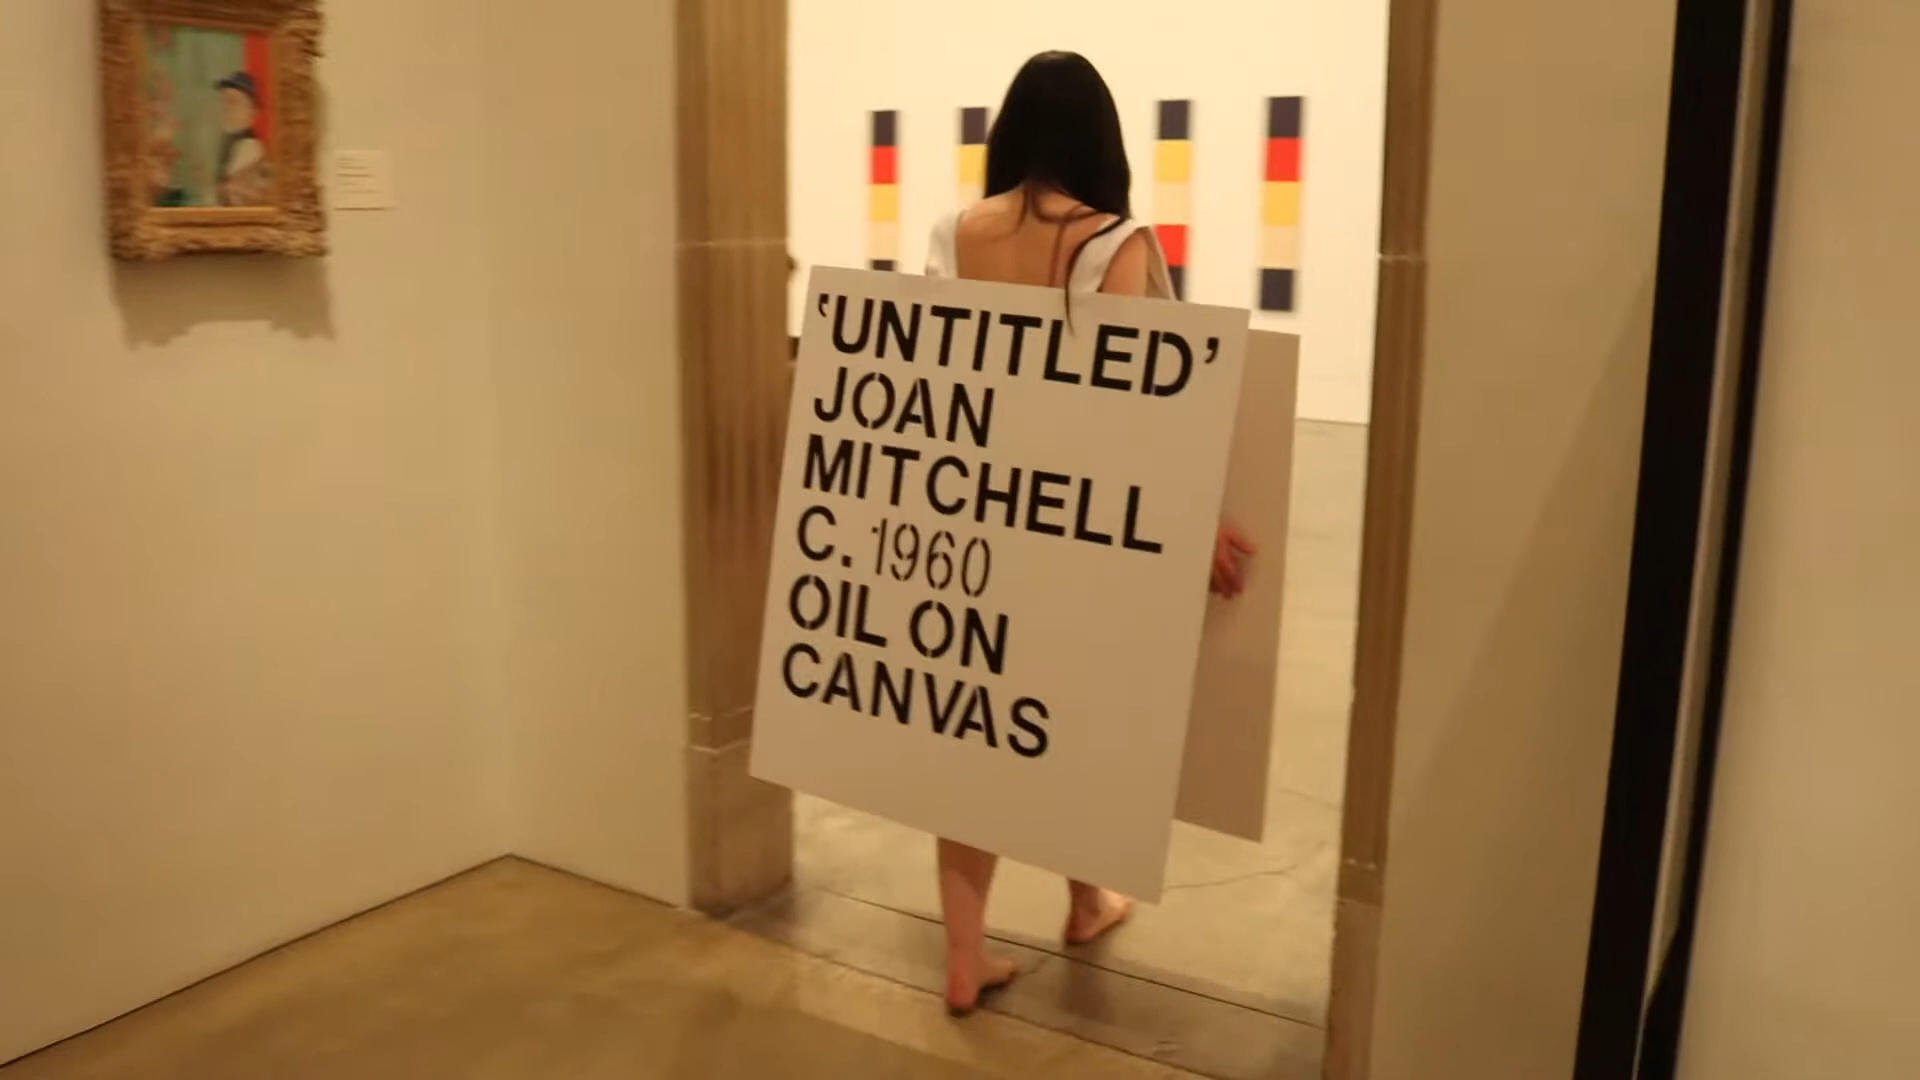 ‘UNTITLED’
JOAN
MITCHELL
C. 1960
OIL ON
CANVAS